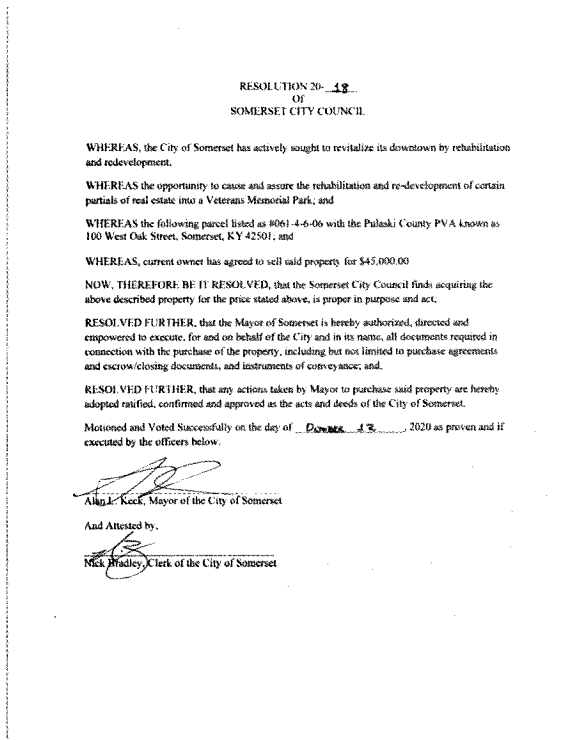 RESOLUTION 20- 18
Of
SOMERSET CITY COUNCIL
WHEREAS, the City of Somerset has actively sought to revitalize its downtown by rehabilitation
and redevelopment;
WHEREAS the opportunity to cause and assure the rehabilitation and re-development of certain
partials of real estate into a Veterans Memorial Park; and
WHEREAS the following parcel listed as #061-4-6-06 with the Pulaski County PVA known as
100 West Oak Street, Somerset, KY 42501; and
WHEREAS, current owner has agreed to sell said property for $45,000.00
NOW, THEREFORE BE IT RESOLVED, that the Somerset City Council finds acquiring the
above described property for the price stated above, is proper in purpose and act;
RESOLVED FURTHER, that the Mayor of Somerset is hereby authorized, directed and
empowered to execute, for and on behalf of the City and in its name, all documents required in
connection with the purchase of the property, including but not limited to purchase agreements
and escrow/closing documents, and instruments of conveyance; and.
RESOLVED FURTHER, that any actions taken by Mayor to purchase said property are hereby
adopted ratified, confirmed and approved as the acts and deeds of the City of Somerset.
Motioned and Voted Successfully on the day of , 2020 as proven and if
executed by the officers below.
Alan L. Keck, Mayor of the City of Somerset
And Attested by,
Nick Bradley, Clerk of the City of Somerset